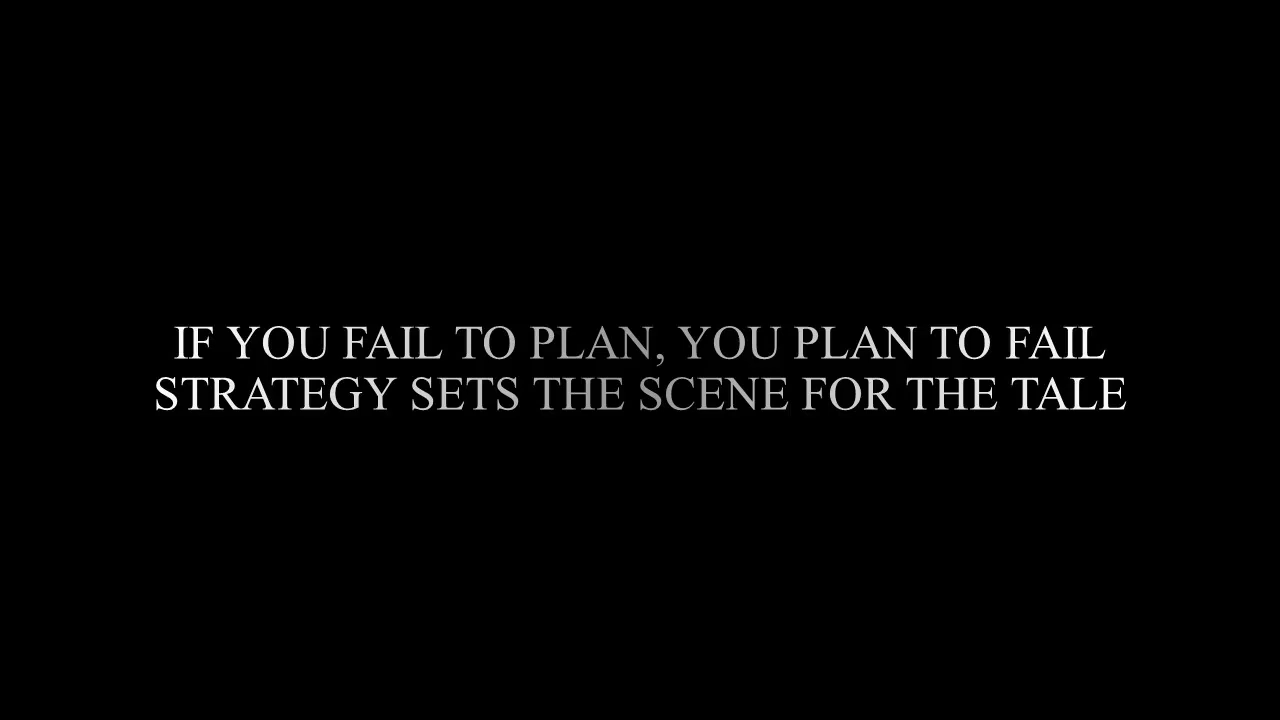 IF YOU FAIL TO PLAN, YOU PLAN TO FAIL
STRATEGY SETS THE SCENE FOR THE TALE